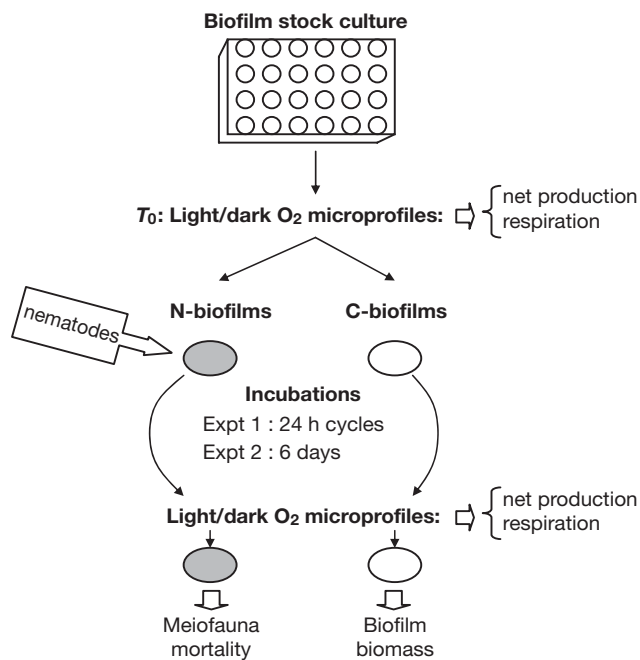 Biofilm stock culture
T0: Light/dark O2 microprofiles:
net production
respiration
N-biofilms
C-biofilms
nematodes
Incubations
Expt 1 : 24 h cycles
Expt 2 : 6 days
Light/dark O2 microprofiles:
net production
respiration
Meiofauna
mortality
Biofilm
biomass